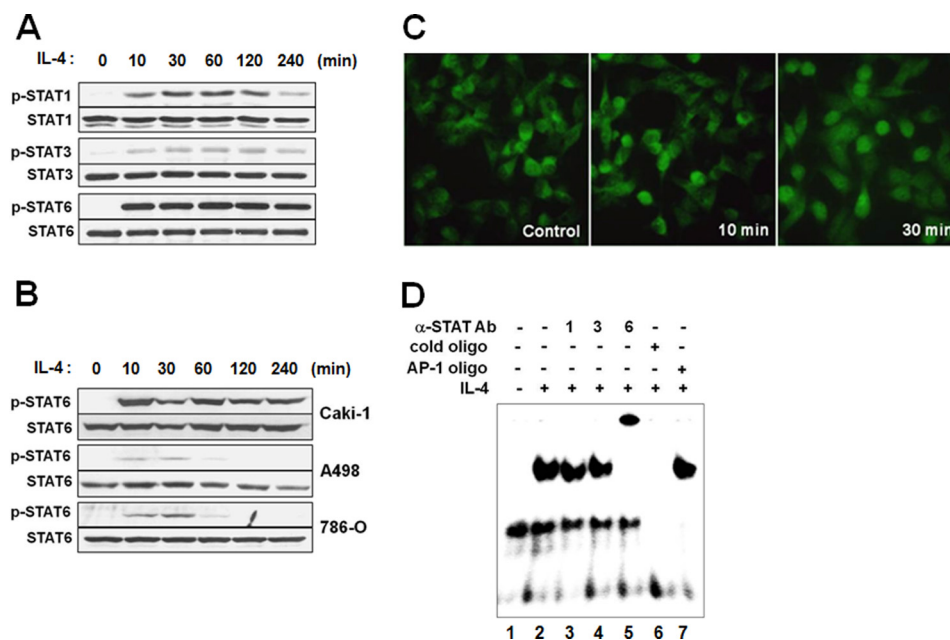 A
IL-4 : 0 10 30 60 120 240 (min)
p-STAT1
STAT1
p-STAT3
STAT3
p-STAT6
STAT6
B
IL-4: 0 10 30 60 120 240 (min)
p-STAT6
STAT6
Caki-1
p-STAT6
STAT6
A498
p-STAT6
STAT6
786-O
C
Control
10 min
30 min
D
α-STAT Ab - - 1 3 6 - -
cold oligo - - - - - + -
AP-1 oligo - - - - - - +
IL-4 - + + + + + +
1 2 3 4 5 6 7